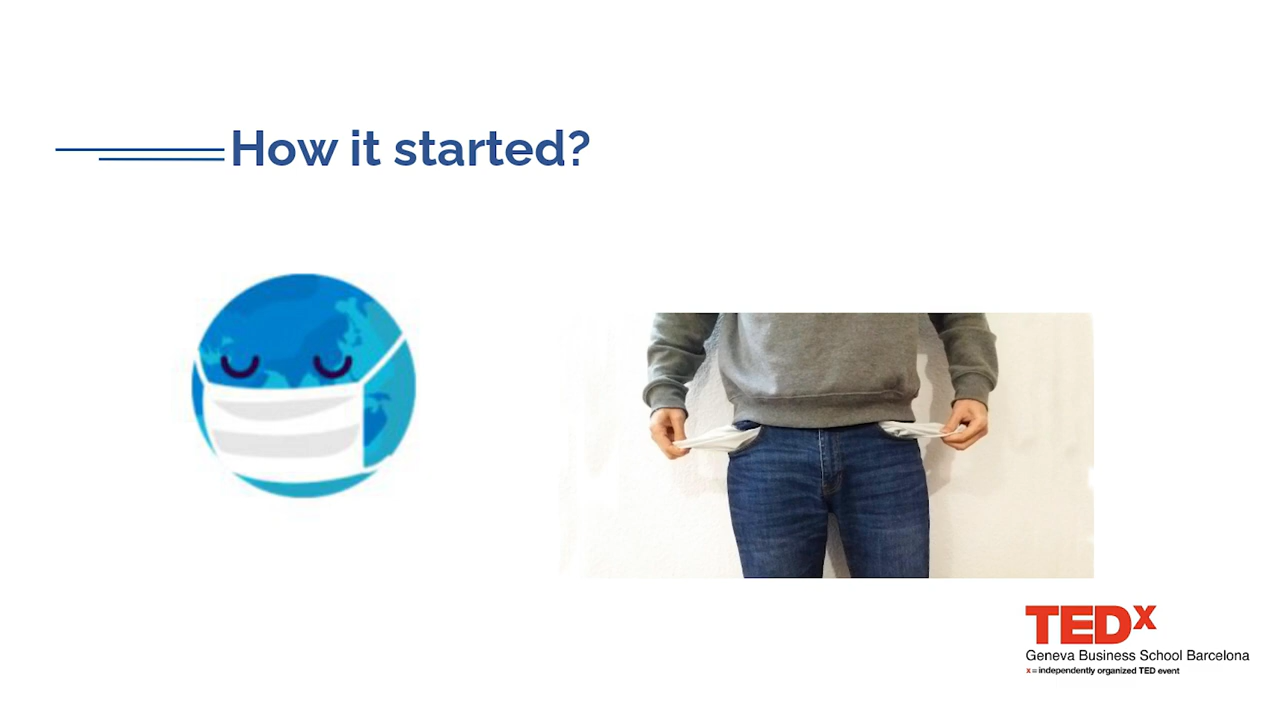 How it started?
TEDx
Geneva Business School Barcelona
x = independently organized TED event